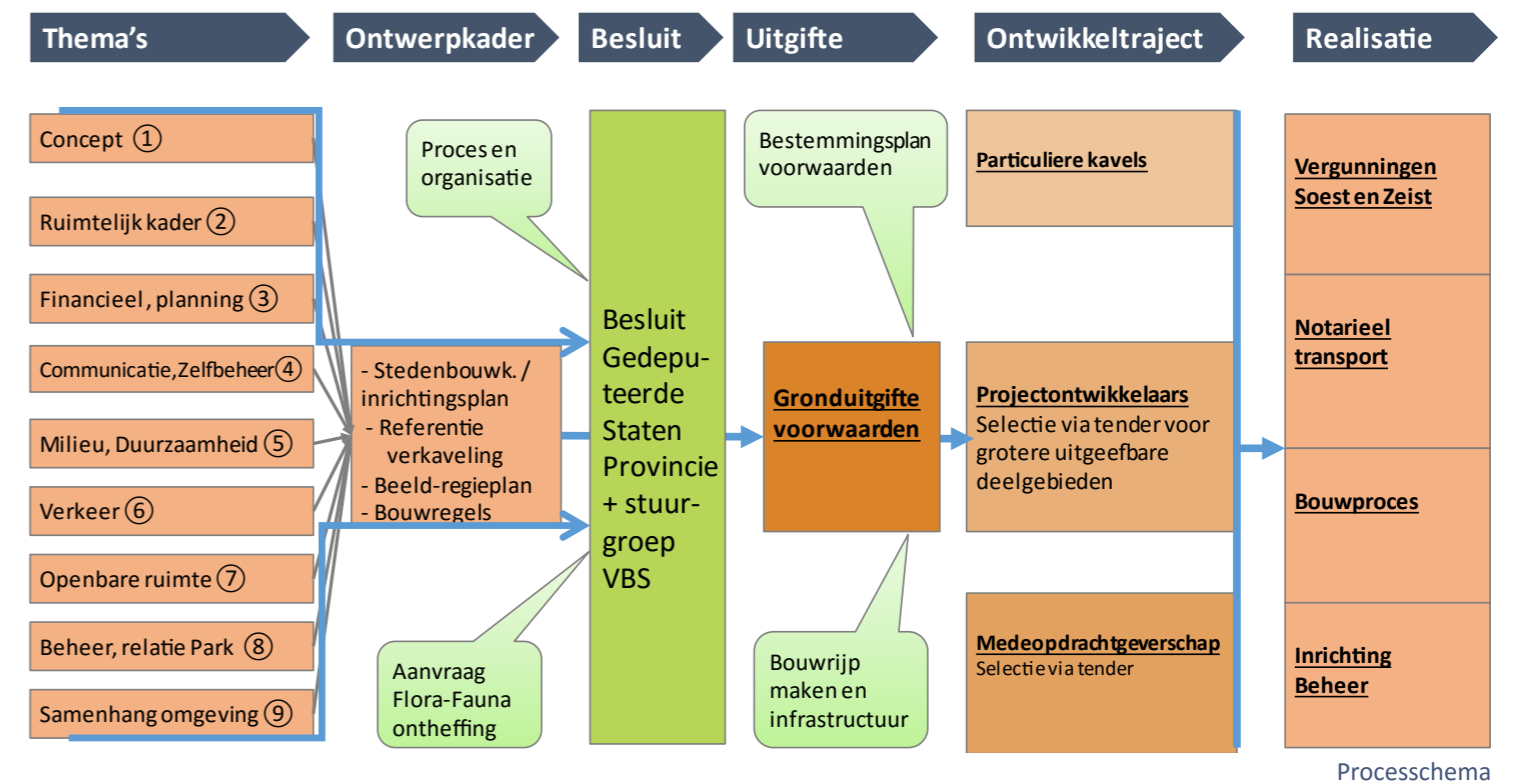 Thema's
Ontwerpkader
Besluit
Uitgifte
Ontwikkeltraject
Realisatie
Concept ①
Ruimtelijk kader ②
Financieel, planning ③
Communicatie, Zelfbeheer ④
Milieu, Duurzaamheid ⑤
Verkeer ⑥
Openbare ruimte ⑦
Beheer, relatie Park ⑧
Samenhang omgeving ⑨
- Stedenbouwk. /
inrichtingsplan
- Referentie
verkaveling
- Beeld-regieplan
- Bouwregels
Proces en
organisatie
Aanvraag
Flora-Fauna
ontheffing
Besluit
Gedepu-
teerde
Staten
Provincie
+ stuur-
groep
VBS
Bestemmingsplan
voorwaarden
Gronduitgifte
voorwaarden
Bouwrijp
maken en
infrastructuur
Particuliere kavels
Projectontwikkelaars
Selectie via tender voor
grotere uitgeefbare
deelgebieden
Medeopdrachtgeverschap
Selectie via tender
Vergunningen
Soest en Zeist
Notarieel
transport
Bouwproces
Inrichting
Beheer
Processchema